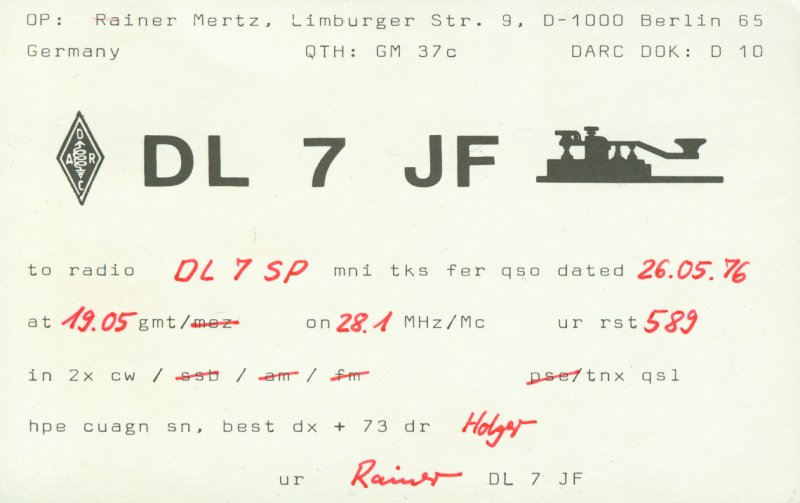 OP: Rainer Mertz, Limburger Str. 9, D-1000 Berlin 65
Germany QTH: GM 37c DARC DOK: D 10
DARC DL 7 JF
to radio DL 7 SP mni tks fer qso dated 26.05.76
at 19.05 gmt/mez on 28.1 MHz/Mc ur rst 589
in 2x cw / ssb / am / fm pse/tnx qsl
hpe cuagn sn, best dx + 73 dr Holger
ur Rainer DL 7 JF